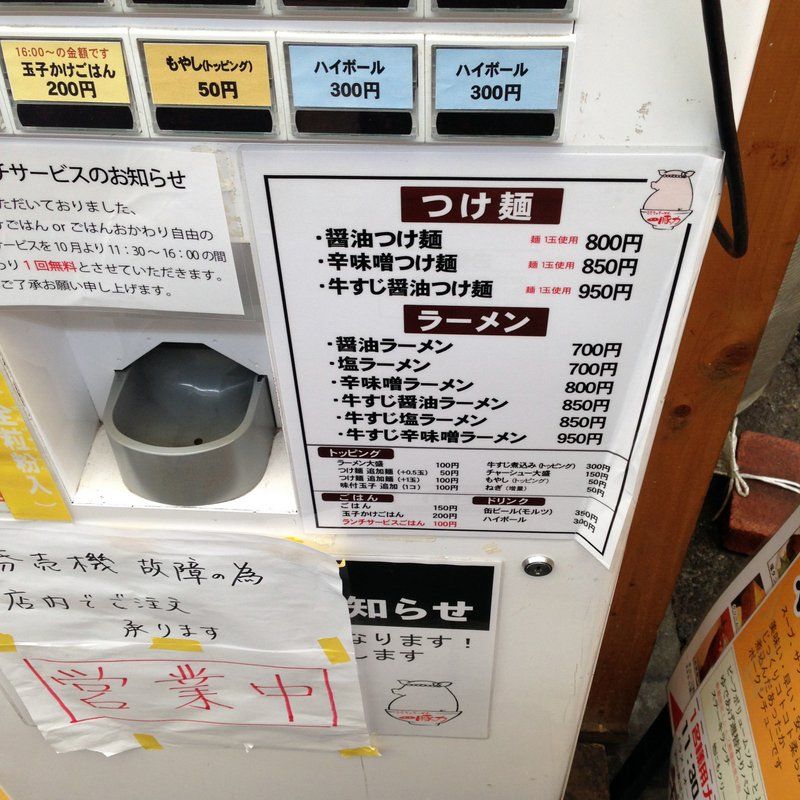 16:00〜の金額です
玉子かけごはん
200円
もやし(トッピング)
50円
ハイボール
300円
ハイボール
300円
チサービスのお知らせ
ただいておりました、
ごはん or ごはんおかわり自由の
サービスを10月より11:30〜16:00の間
わり1回無料とさせていただきます。
ご了承お願い申し上げます。
つけ麺
・醤油つけ麺 麺1玉使用 800円
・辛味噌つけ麺 麺1玉使用 850円
・牛すじ醤油つけ麺 麺1玉使用 950円
ラーメン
・醤油ラーメン 700円
・塩ラーメン 700円
・辛味噌ラーメン 800円
・牛すじ醤油ラーメン 850円
・牛すじ塩ラーメン 850円
・牛すじ辛味噌ラーメン 950円
トッピング
ラーメン大盛 100円
つけ麺 追加麺(+0.5玉) 50円
つけ麺 追加麺(+1玉) 100円
味付玉子 追加(1コ) 100円
牛すじ煮込み(トッピング) 300円
チャーシュー大盛 150円
もやし(トッピング) 50円
ねぎ(増量) 50円
ごはん
ごはん 150円
玉子かけごはん 200円
ランチサービスごはん 100円
ドリンク
缶ビール(モルツ) 350円
ハイボール 300円
全粒粉入
券売機 故障の為
店内でご注文
承ります
営業中
知らせ
なります!
します
11:30